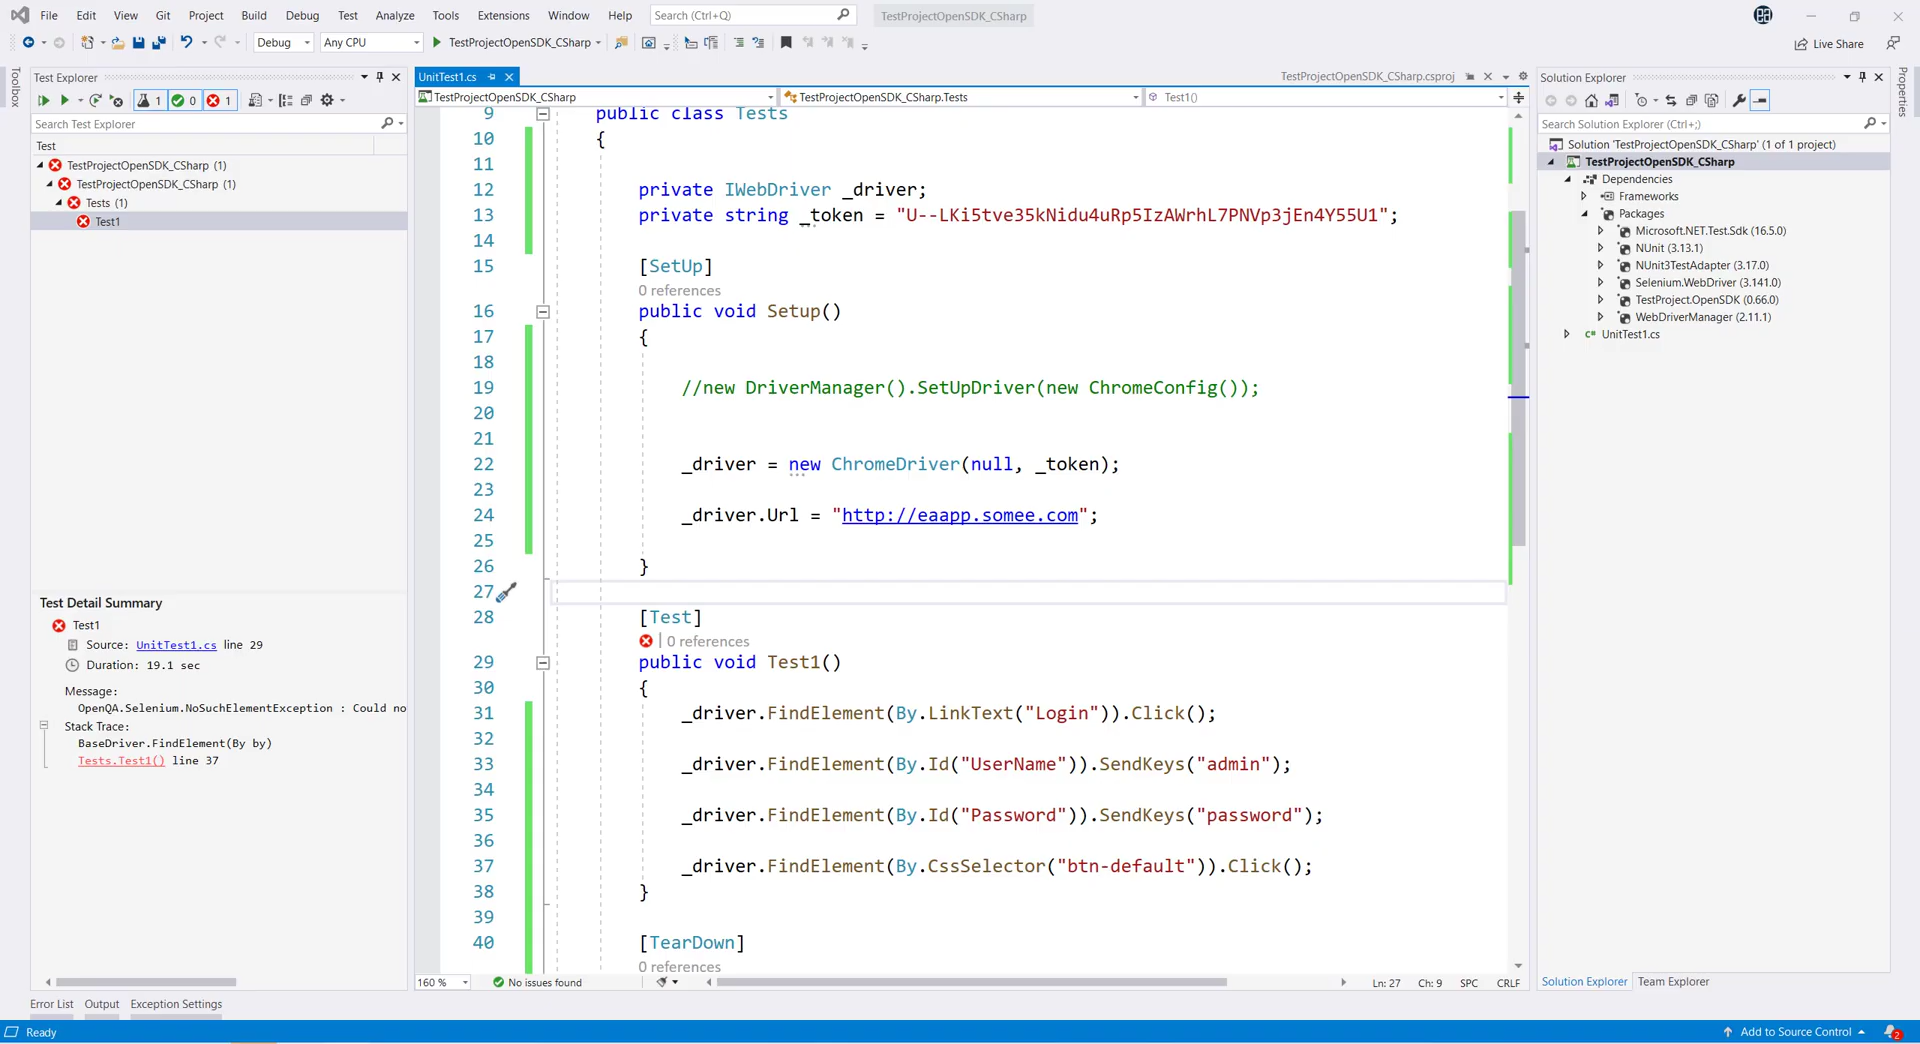 File Edit View Git Project Build Debug Test Analyze Tools Extensions Window Help Search (Ctrl+Q) TestProjectOpenSDK_CSharp
Debug Any CPU TestProjectOpenSDK_CSharp Live Share
Toolbox
Test Explorer
1 0 1
Search Test Explorer
Test
TestProjectOpenSDK_CSharp (1)
TestProjectOpenSDK_CSharp (1)
Tests (1)
Test1
Test Detail Summary
Test1
Source: UnitTest1.cs line 29
Duration: 19.1 sec
Message:
OpenQA.Selenium.NoSuchElementException : Could no
Stack Trace:
BaseDriver.FindElement(By by)
Tests.Test1() line 37
UnitTest1.cs TestProjectOpenSDK_CSharp.csproj
TestProjectOpenSDK_CSharp TestProjectOpenSDK_CSharp.Tests Test1()
9 public class Tests
10 {
11
12 private IWebDriver _driver;
13 private string _token = "U--LKi5tve35kNidu4uRp5IzAWrhL7PNVp3jEn4Y55U1";
14
15 [SetUp]
0 references
16 public void Setup()
17 {
18
19 //new DriverManager().SetUpDriver(new ChromeConfig());
20
21
22 _driver = new ChromeDriver(null, _token);
23
24 _driver.Url = "http://eaapp.somee.com";
25
26 }
27
28 [Test]
| 0 references
29 public void Test1()
30 {
31 _driver.FindElement(By.LinkText("Login")).Click();
32
33 _driver.FindElement(By.Id("UserName")).SendKeys("admin");
34
35 _driver.FindElement(By.Id("Password")).SendKeys("password");
36
37 _driver.FindElement(By.CssSelector("btn-default")).Click();
38 }
39
40 [TearDown]
0 references
160 % No issues found Ln: 27 Ch: 9 SPC CRLF
Solution Explorer
Search Solution Explorer (Ctrl+;)
Solution 'TestProjectOpenSDK_CSharp' (1 of 1 project)
TestProjectOpenSDK_CSharp
Dependencies
Frameworks
Packages
Microsoft.NET.Test.Sdk (16.5.0)
NUnit (3.13.1)
NUnit3TestAdapter (3.17.0)
Selenium.WebDriver (3.141.0)
TestProject.OpenSDK (0.66.0)
WebDriverManager (2.11.1)
C# UnitTest1.cs
Solution Explorer Team Explorer
Properties
Error List Output Exception Settings
Ready Add to Source Control 2